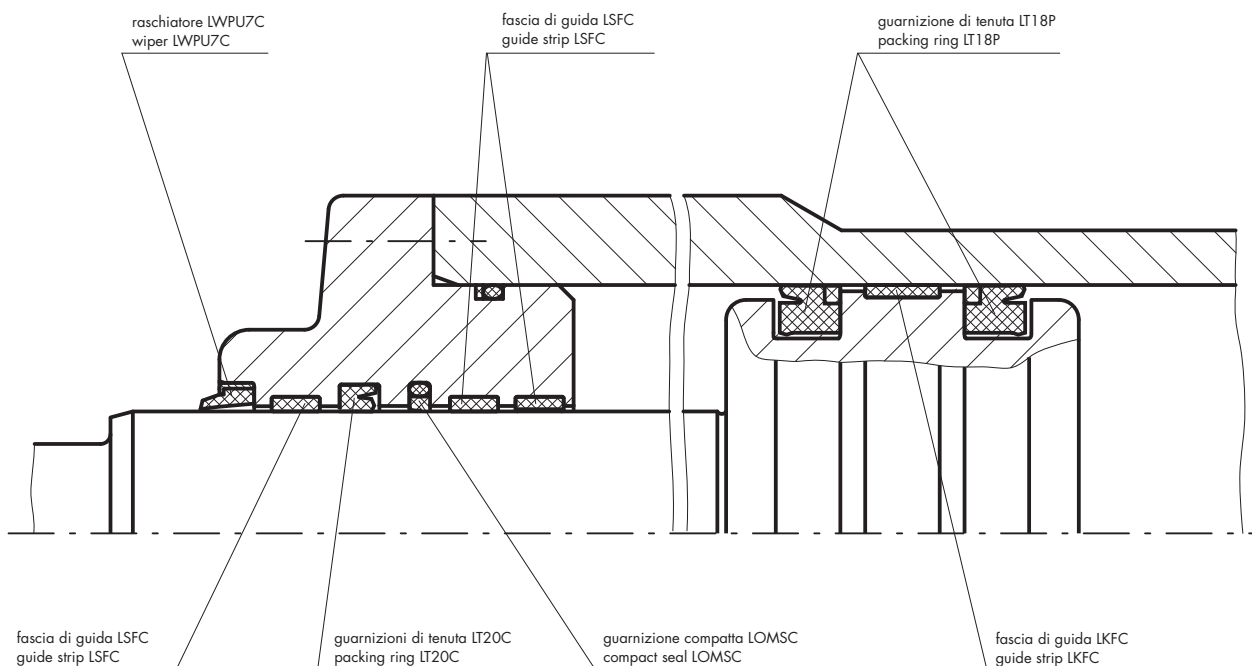 raschiatore LWPU7C
wiper LWPU7C
fascia di guida LSFC
guide strip LSFC
guarnizione di tenuta LT18P
packing ring LT18P
fascia di guida LSFC
guide strip LSFC
guarnizioni di tenuta LT20C
packing ring LT20C
guarnizione compatta LOMSC
compact seal LOMSC
fascia di guida LKFC
guide strip LKFC